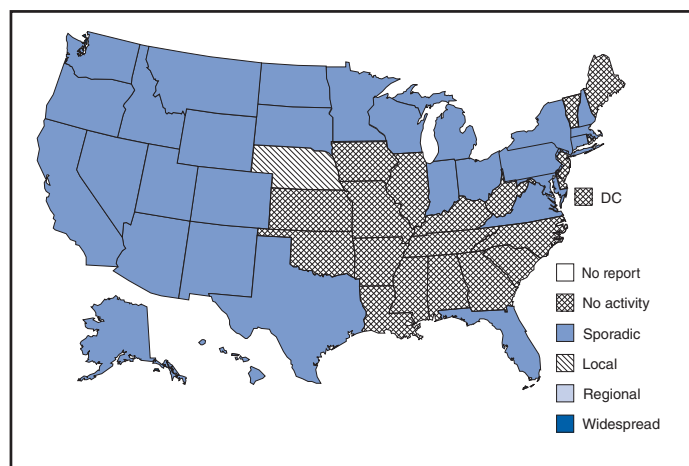 DC
No report
No activity
Sporadic
Local
Regional
Widespread